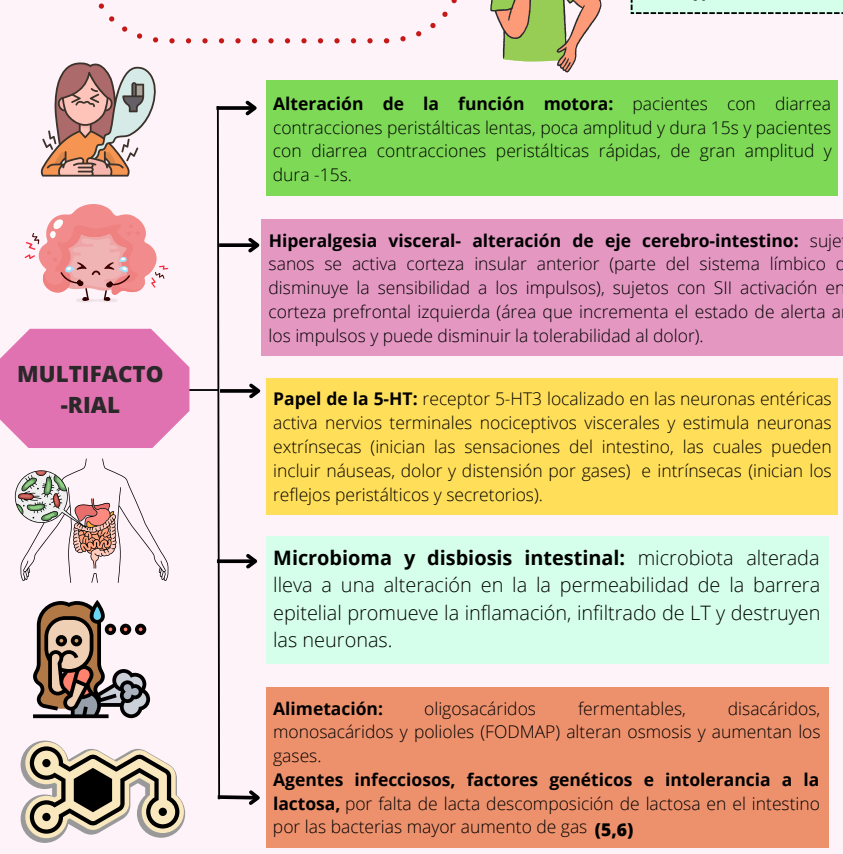 Alteración de la función motora: pacientes con diarrea
contracciones peristálticas lentas, poca amplitud y dura 15s y pacientes
con diarrea contracciones peristálticas rápidas, de gran amplitud y
dura -15s.
Hiperalgesia visceral- alteración de eje cerebro-intestino:
sanos se activa corteza insular anterior (parte del sistema límbico
disminuye la sensibilidad a los impulsos), sujetos con SII activación en
corteza prefrontal izquierda (área que incrementa el estado de alerta
los impulsos y puede disminuir la tolerabilidad al dolor).
MULTIFACTO
-RIAL
Papel de la 5-HT: receptor 5-HT3 localizado en las neuronas entéricas
activa nervios terminales nociceptivos viscerales y estimula neuronas
extrínsecas (inician las sensaciones del intestino, las cuales pueden
incluir náuseas, dolor y distensión por gases) e intrínsecas (inician los
reflejos peristálticos y secretorios).
Microbioma y disbiosis intestinal: microbiota alterada
lleva a una alteración en la la permeabilidad de la barrera
epitelial promueve la inflamación, infiltrado de LT y destruyen
las neuronas.
Alimetación: oligosacáridos fermentables, disacáridos,
monosacáridos y polioles (FODMAP) alteran osmosis y aumentan los
gases.
Agentes infecciosos, factores genéticos e intolerancia a la
lactosa, por falta de lacta descomposición de lactosa en el intestino
por las bacterias mayor aumento de gas (5,6)